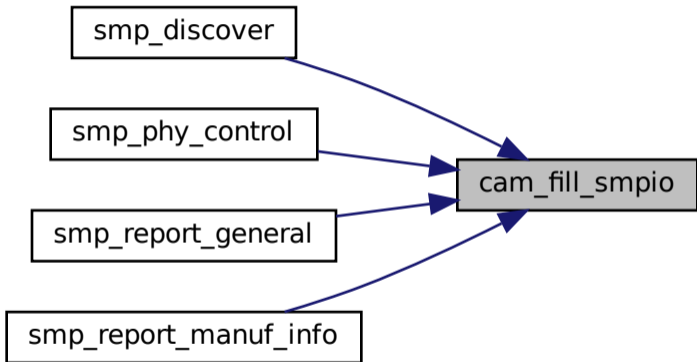 smp_discover
smp_phy_control
cam_fill_smpio
smp_report_general
smp_report_manuf_info